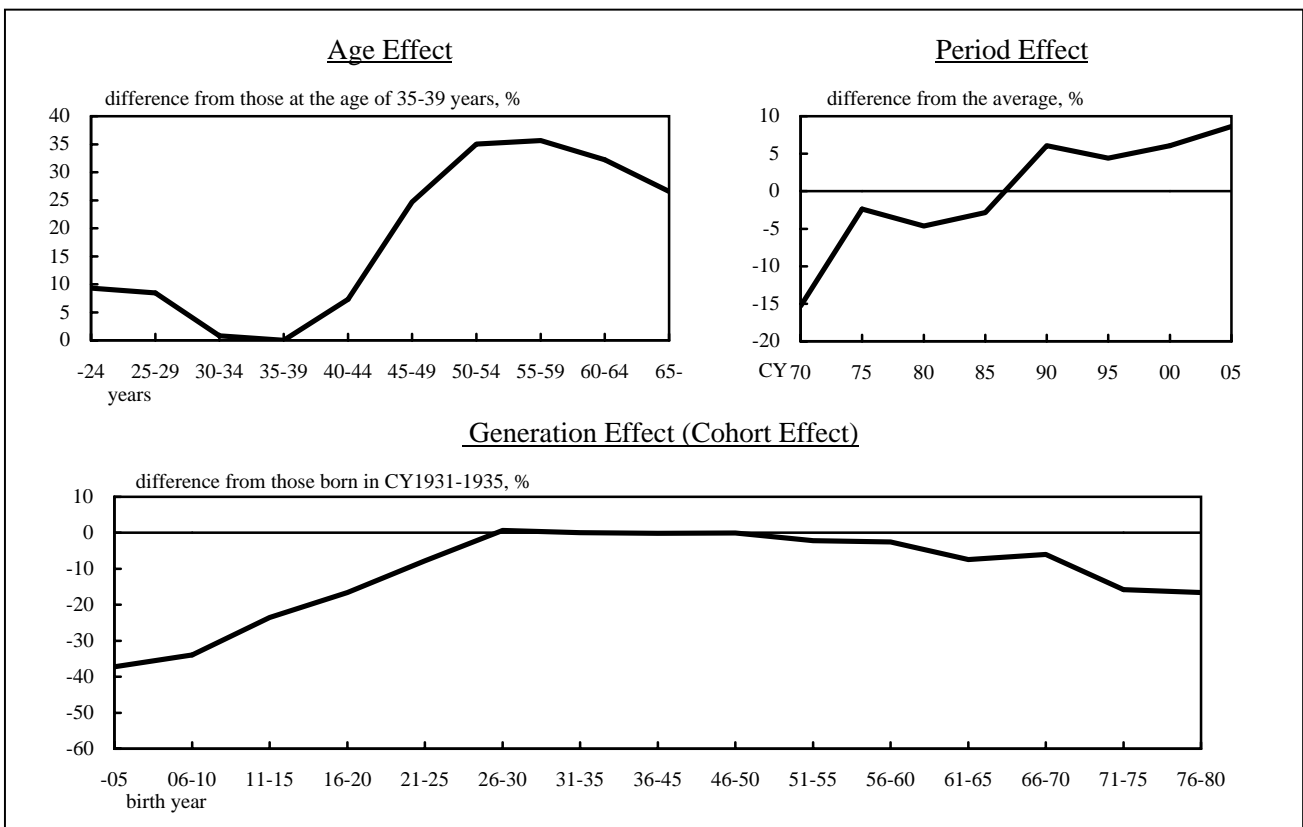 Age Effect
difference from those at the age of 35-39 years, %
40
35
30
25
20
15
10
5
0
-24 25-29 30-34 35-39 40-44 45-49 50-54 55-59 60-64 65-
years
Period Effect
difference from the average, %
10
5
0
-5
-10
-15
-20
CY 70 75 80 85 90 95 00 05
Generation Effect (Cohort Effect)
difference from those born in CY1931-1935, %
10
0
-10
-20
-30
-40
-50
-60
-05 06-10 11-15 16-20 21-25 26-30 31-35 36-45 46-50 51-55 56-60 61-65 66-70 71-75 76-80
birth year